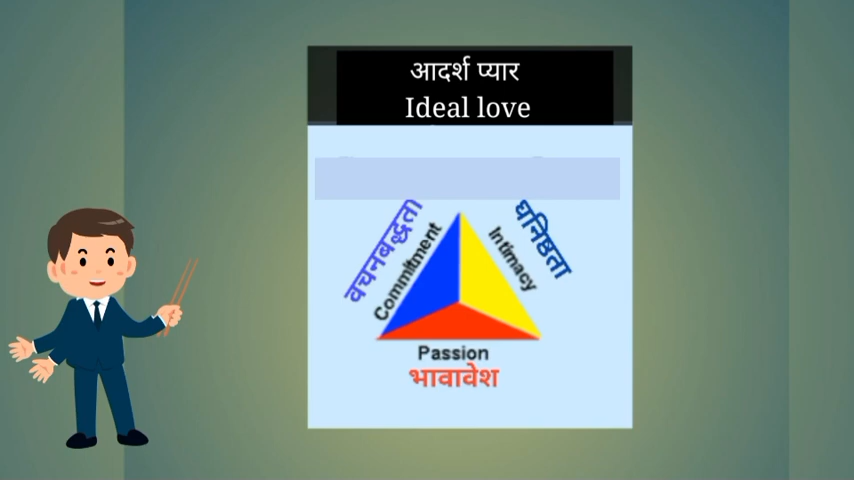 आदर्श प्यार
Ideal love
वचनबद्धता
Commitment
Intimacy
घनिष्ठता
Passion
भावावेश